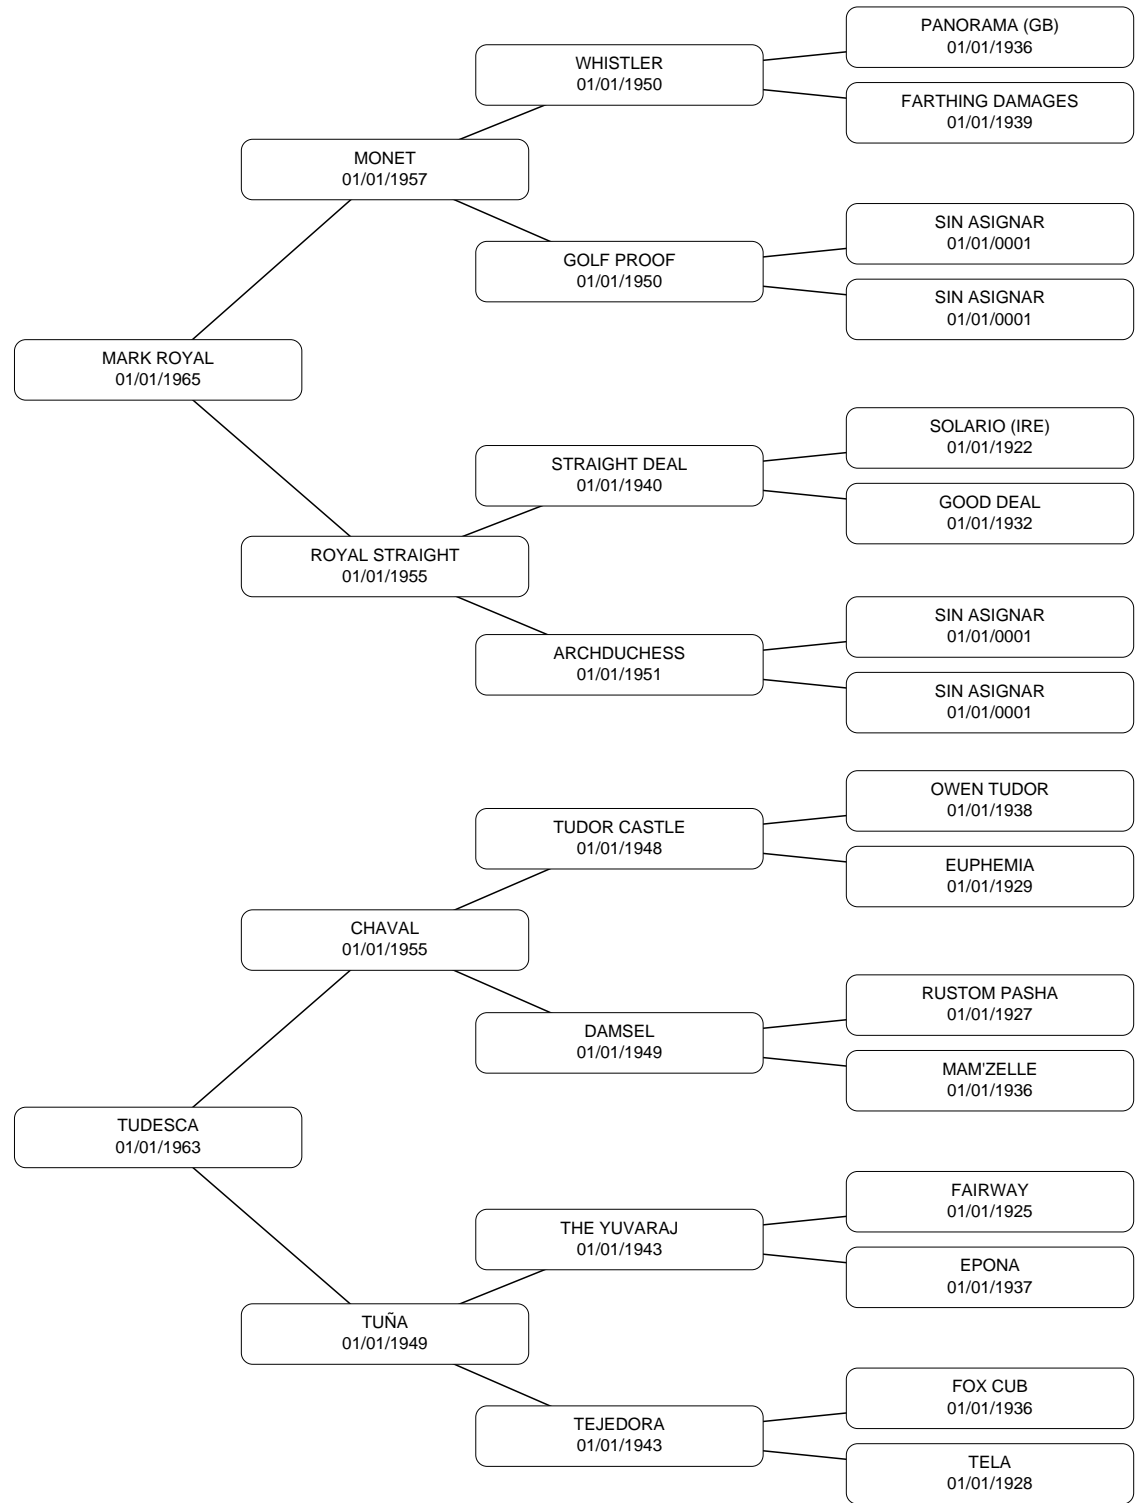 PANORAMA (GB)
01/01/1936
WHISTLER
01/01/1950
FARTHING DAMAGES
01/01/1939
MONET
01/01/1957
SIN ASIGNAR
01/01/0001
GOLF PROOF
01/01/1950
SIN ASIGNAR
01/01/0001
MARK ROYAL
01/01/1965
SOLARIO (IRE)
01/01/1922
STRAIGHT DEAL
01/01/1940
GOOD DEAL
01/01/1932
ROYAL STRAIGHT
01/01/1955
SIN ASIGNAR
01/01/0001
ARCHDUCHESS
01/01/1951
SIN ASIGNAR
01/01/0001
OWEN TUDOR
01/01/1938
TUDOR CASTLE
01/01/1948
EUPHEMIA
01/01/1929
CHAVAL
01/01/1955
RUSTOM PASHA
01/01/1927
DAMSEL
01/01/1949
MAM'ZELLE
01/01/1936
TUDESCA
01/01/1963
FAIRWAY
01/01/1925
THE YUVARAJ
01/01/1943
EPONA
01/01/1937
TUÑA
01/01/1949
FOX CUB
01/01/1936
TEJEDORA
01/01/1943
TELA
01/01/1928